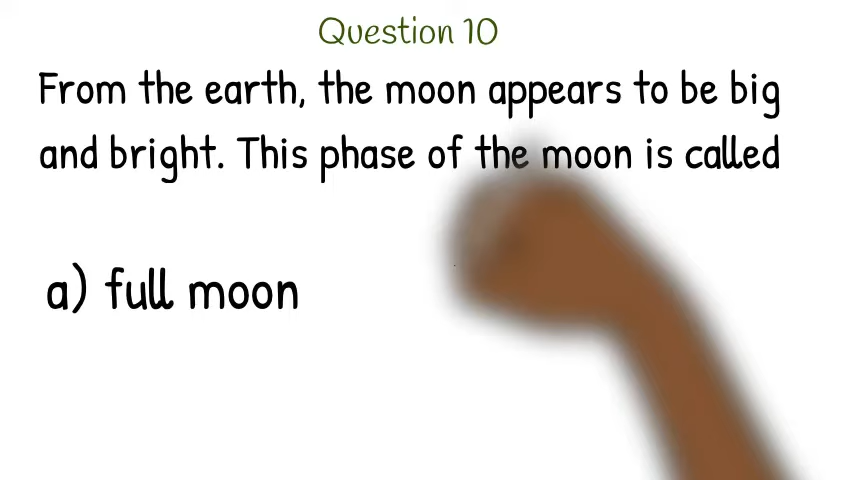 Question 10
From the earth, the moon appears to be big
and bright. This phase of the moon is called
a) full moon